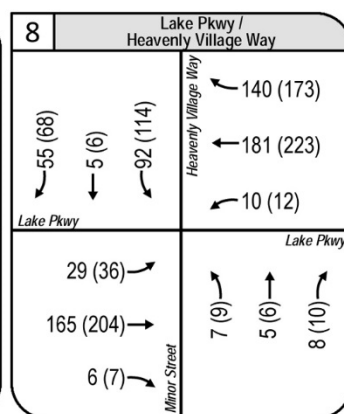 8
Lake Pkwy /
Heavenly Village Way
55 (68)
5 (6)
92 (114)
Lake Pkwy
Heavenly Village Way
140 (173)
181 (223)
10 (12)
29 (36)
165 (204)
6 (7)
Minor Street
Lake Pkwy
7 (9)
5 (6)
8 (10)